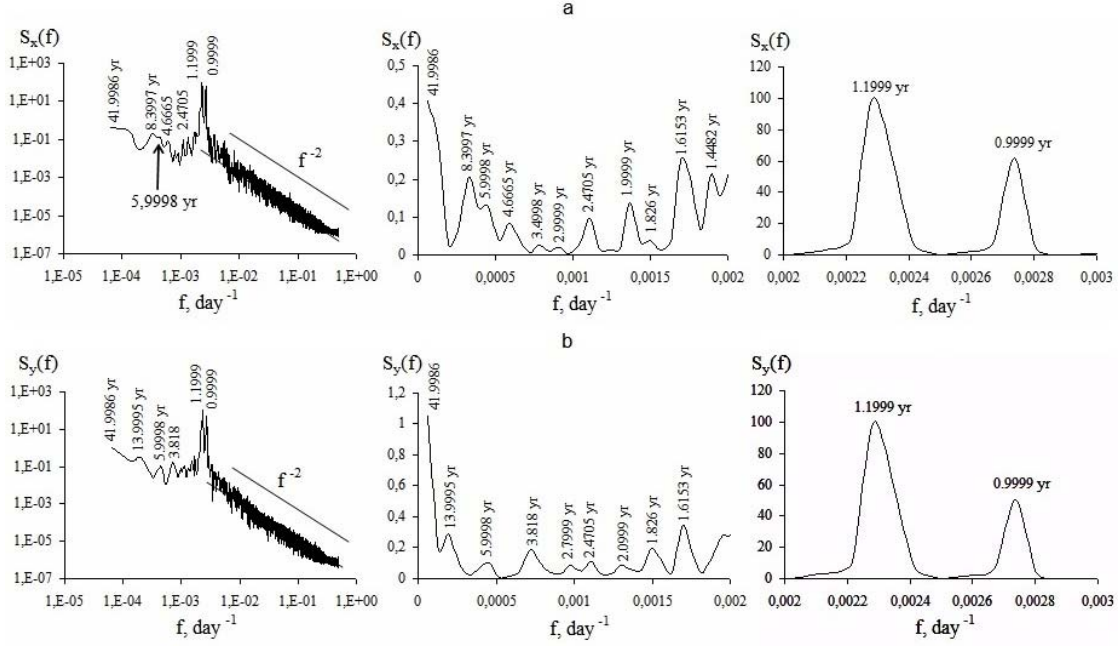 a
Sx(f)
1,E+03
1,E+01
1,E-01
1,E-03
1,E-05
1,E-07
1,E-05
1,E-04
1,E-03
1,E-02
1,E-01
1,E+00
f, day -1
41.9986 yr
8.3997 yr
4.6665
2.4705
1.1999
0.9999
5,9998 yr
f -2
Sx(f)
0,5
0,4
0,3
0,2
0,1
0
0
0,0005
0,001
0,0015
0,002
f, day -1
41.9986
8.3997
5.9998 yr
4.6665 yr
3.4998 yr
2.9999 yr
2.4705 yr
1.9999 yr
1.826 yr
1.6153 yr
1.4482 yr
Sx(f)
120
100
80
60
40
20
0
0,002
0,0022
0,0024
0,0026
0,0028
0,003
f, day -1
1.1999 yr
0.9999 yr
b
Sy(f)
1,E+03
1,E+01
1,E-01
1,E-03
1,E-05
1,E-07
1,E-05
1,E-04
1,E-03
1,E-02
1,E-01
1,E+00
f, day -1
41.9986 yr
13.9995 yr
5.9998 yr
3.818
1.1999
0.9999
f -2
Sy(f)
1,2
1
0,8
0,6
0,4
0,2
0
0
0,0005
0,001
0,0015
0,002
f, day -1
41.9986
13.9995 yr
5.9998 yr
3.818 yr
2.7999 yr
2.4705 yr
2.0999 yr
1.826 yr
1.6153 yr
Sy(f)
120
100
80
60
40
20
0
0,002
0,0022
0,0024
0,0026
0,0028
0,003
f, day -1
1.1999 yr
0.9999 yr